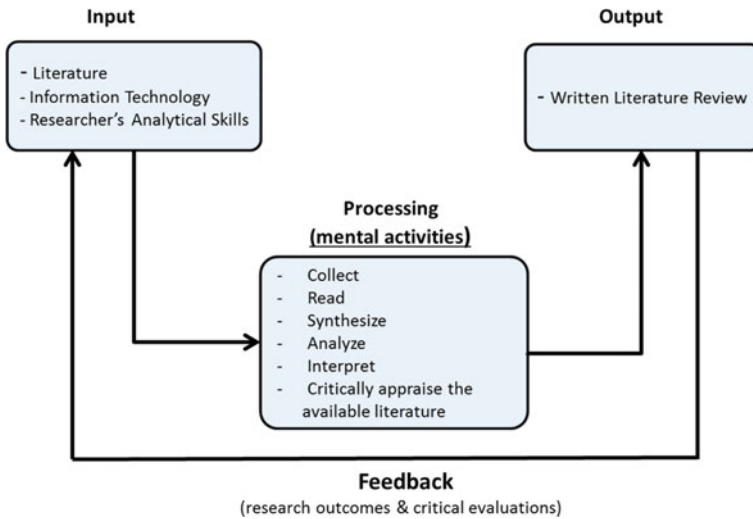 Input
- Literature
- Information Technology
- Researcher's Analytical Skills
Output
- Written Literature Review
Processing
(mental activities)
- Collect
- Read
- Synthesize
- Analyze
- Interpret
- Critically appraise the
available literature
Feedback
(research outcomes & critical evaluations)